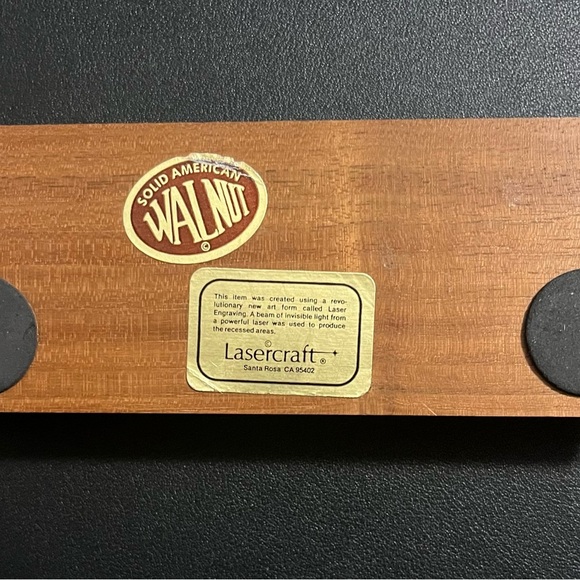 SOLID AMERICAN
WALNUT
©
This item was created using a revo-
lutionary new art form called Laser
Engraving. A beam of invisible light from
a powerful laser was used to produce
the recessed areas.
©
Lasercraft®
Santa Rosa CA 95402